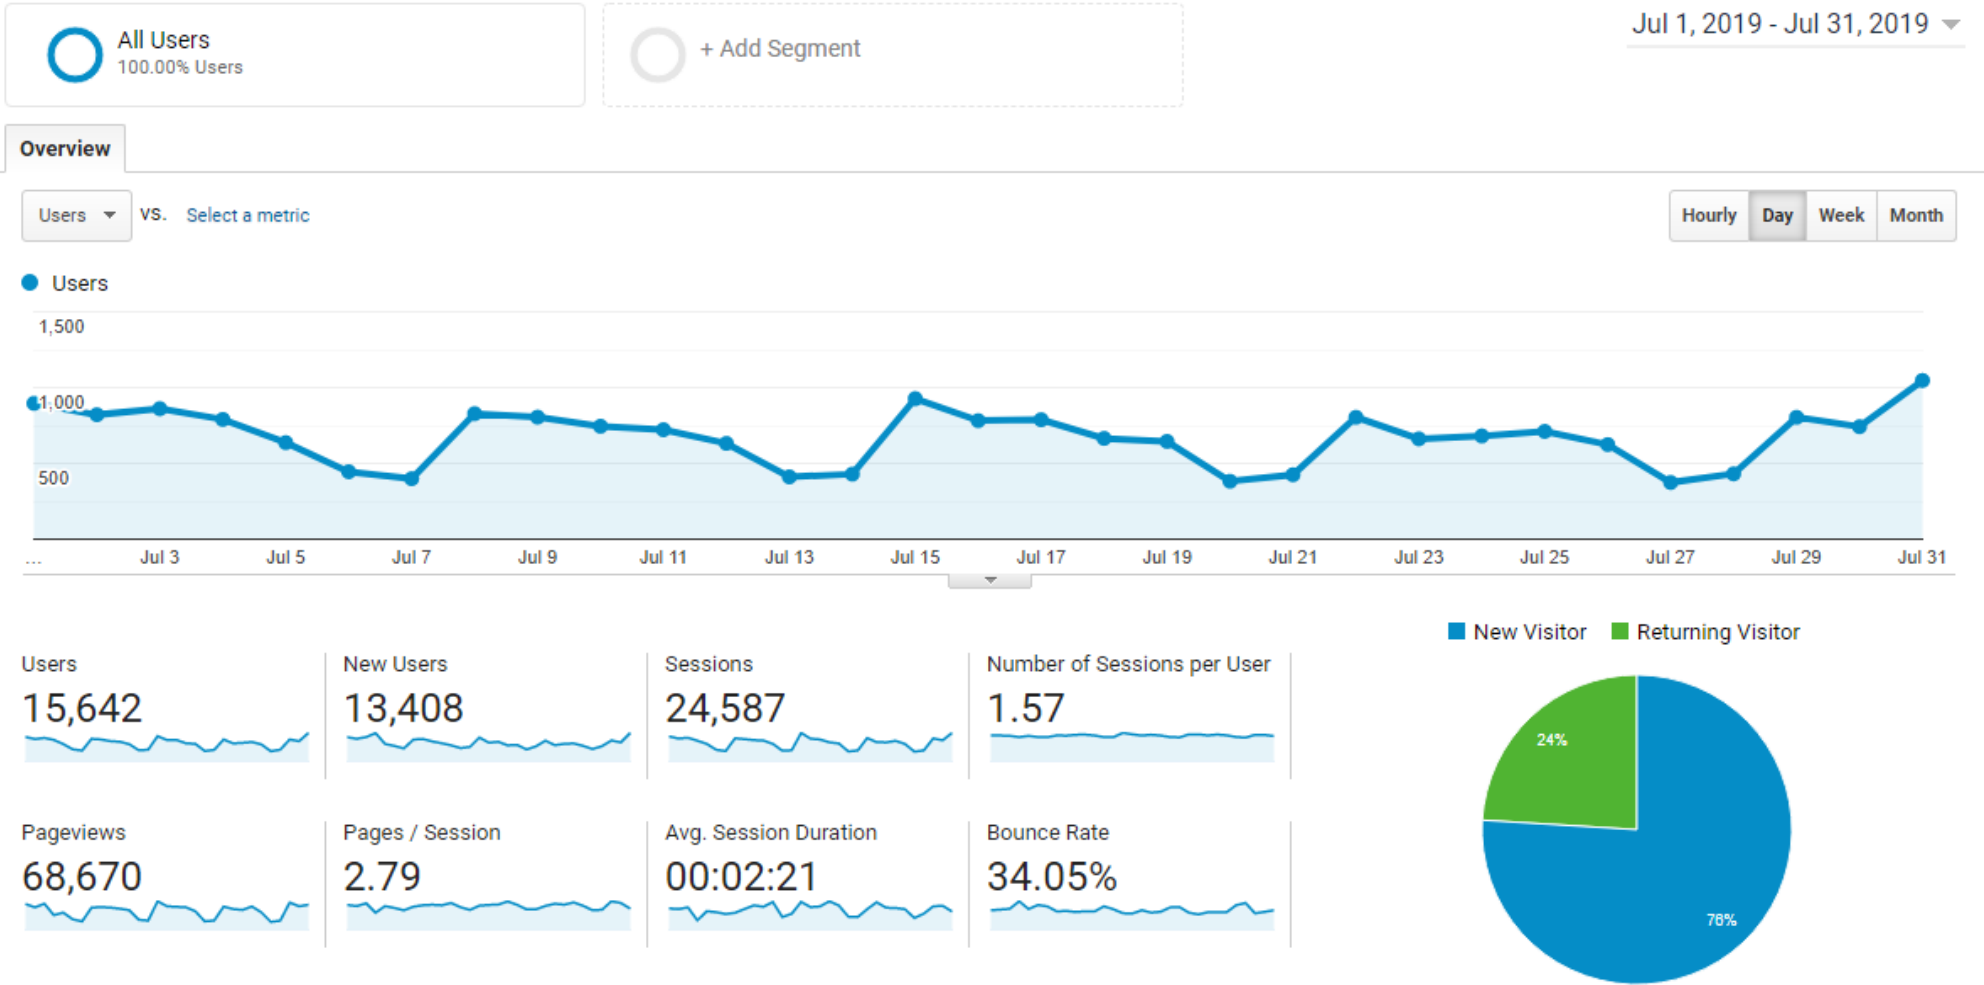 All Users
100.00% Users
+ Add Segment
Jul 1, 2019 - Jul 31, 2019
Overview
Users
VS.
Select a metric
Hourly
Day
Week
Month
Users
1,500
1,000
500
...
Jul 3
Jul 5
Jul 7
Jul 9
Jul 11
Jul 13
Jul 15
Jul 17
Jul 19
Jul 21
Jul 23
Jul 25
Jul 27
Jul 29
Jul 31
New Visitor
Returning Visitor
Users
15,642
New Users
13,408
Sessions
24,587
Number of Sessions per User
1.57
Pageviews
68,670
Pages / Session
2.79
Avg. Session Duration
00:02:21
Bounce Rate
34.05%
24%